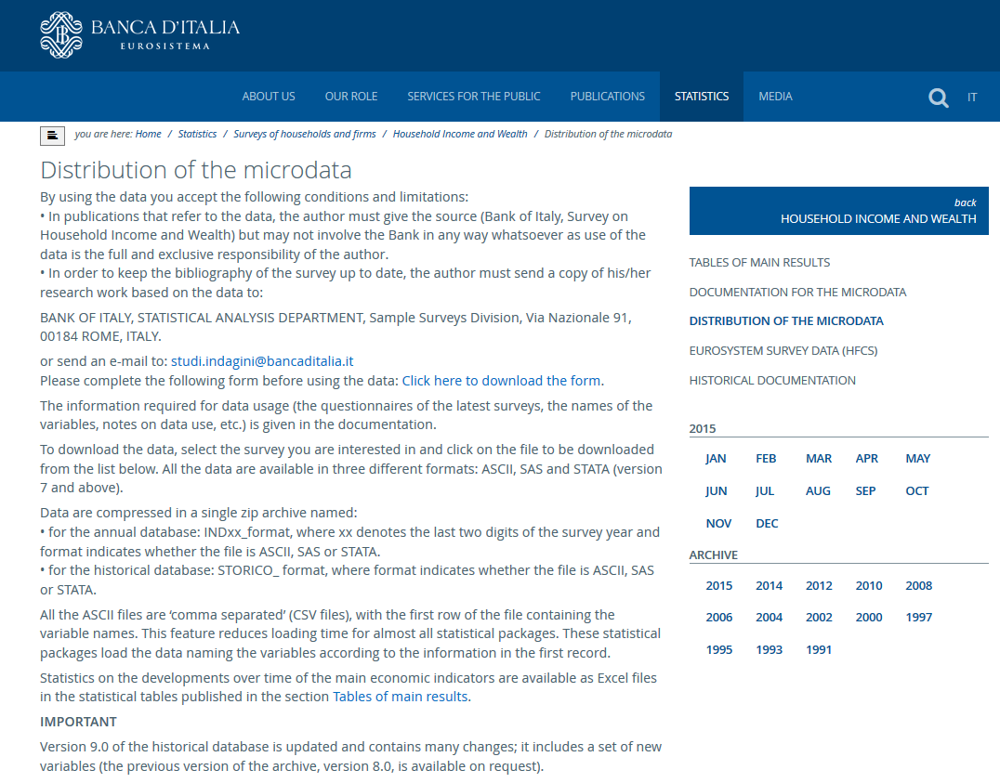 BANCA D'ITALIA
EUROSISTEMA
ABOUT US OUR ROLE SERVICES FOR THE PUBLIC PUBLICATIONS STATISTICS MEDIA IT
you are here: Home / Statistics / Surveys of households and firms / Household Income and Wealth / Distribution of the microdata
Distribution of the microdata
By using the data you accept the following conditions and limitations:
• In publications that refer to the data, the author must give the source (Bank of Italy, Survey on
Household Income and Wealth) but may not involve the Bank in any way whatsoever as use of the
data is the full and exclusive responsibility of the author.
• In order to keep the bibliography of the survey up to date, the author must send a copy of his/her
research work based on the data to:
BANK OF ITALY, STATISTICAL ANALYSIS DEPARTMENT, Sample Surveys Division, Via Nazionale 91,
00184 ROME, ITALY.
or send an e-mail to: studi.indagini@bancaditalia.it
Please complete the following form before using the data: Click here to download the form.
The information required for data usage (the questionnaires of the latest surveys, the names of the
variables, notes on data use, etc.) is given in the documentation.
To download the data, select the survey you are interested in and click on the file to be downloaded
from the list below. All the data are available in three different formats: ASCII, SAS and STATA (version
7 and above).
Data are compressed in a single zip archive named:
• for the annual database: INDxx_format, where xx denotes the last two digits of the survey year and
format indicates whether the file is ASCII, SAS or STATA.
• for the historical database: STORICO_ format, where format indicates whether the file is ASCII, SAS
or STATA.
All the ASCII files are ‘comma separated’ (CSV files), with the first row of the file containing the
variable names. This feature reduces loading time for almost all statistical packages. These statistical
packages load the data naming the variables according to the information in the first record.
Statistics on the developments over time of the main economic indicators are available as Excel files
in the statistical tables published in the section Tables of main results.
IMPORTANT
Version 9.0 of the historical database is updated and contains many changes; it includes a set of new
variables (the previous version of the archive, version 8.0, is available on request).
back
HOUSEHOLD INCOME AND WEALTH
TABLES OF MAIN RESULTS
DOCUMENTATION FOR THE MICRODATA
DISTRIBUTION OF THE MICRODATA
EUROSYSTEM SURVEY DATA (HFCS)
HISTORICAL DOCUMENTATION
2015
JAN FEB MAR APR MAY
JUN JUL AUG SEP OCT
NOV DEC
ARCHIVE
2015 2014 2012 2010 2008
2006 2004 2002 2000 1997
1995 1993 1991